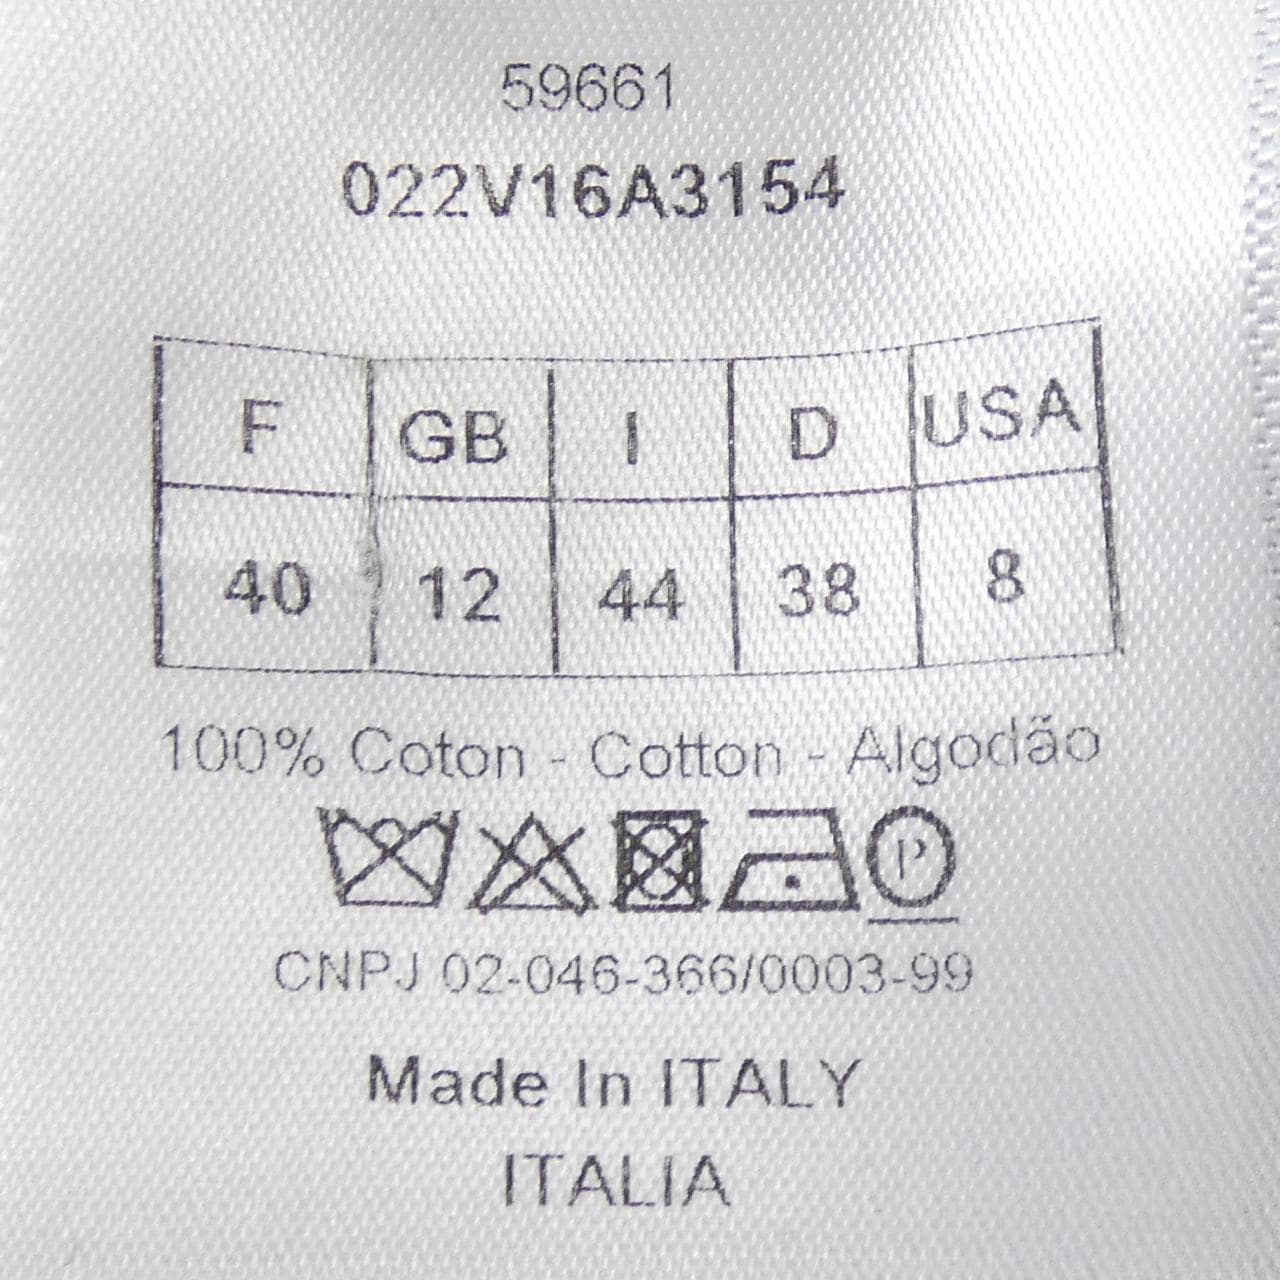 59661
022V16A3154
F GB I D USA
40 12 44 38 8
100% Coton - Cotton - Algodão
P
CNPJ 02-046-366/0003-99
Made In ITALY
ITALIA